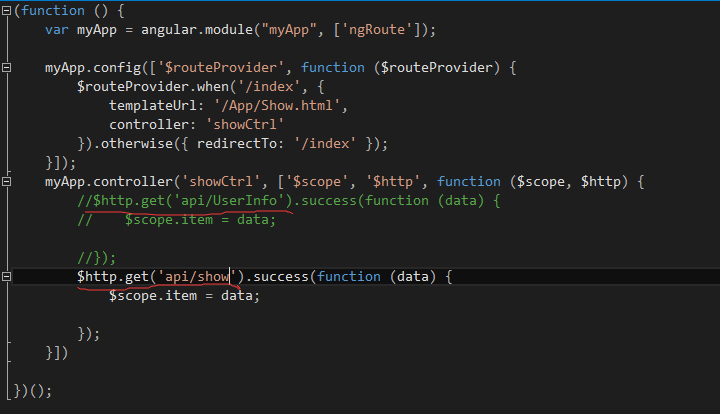 (function () {
var myApp = angular.module("myApp", ['ngRoute']);
myApp.config(['$routeProvider', function ($routeProvider) {
$routeProvider.when('/index', {
templateUrl: '/App/Show.html',
controller: 'showCtrl'
}).otherwise({ redirectTo: '/index' });
}]);
myApp.controller('showCtrl', ['$scope', '$http', function ($scope, $http) {
//$http.get('api/UserInfo').success(function (data) {
//    $scope.item = data;
//});
$http.get('api/show').success(function (data) {
$scope.item = data;
});
}])
})();